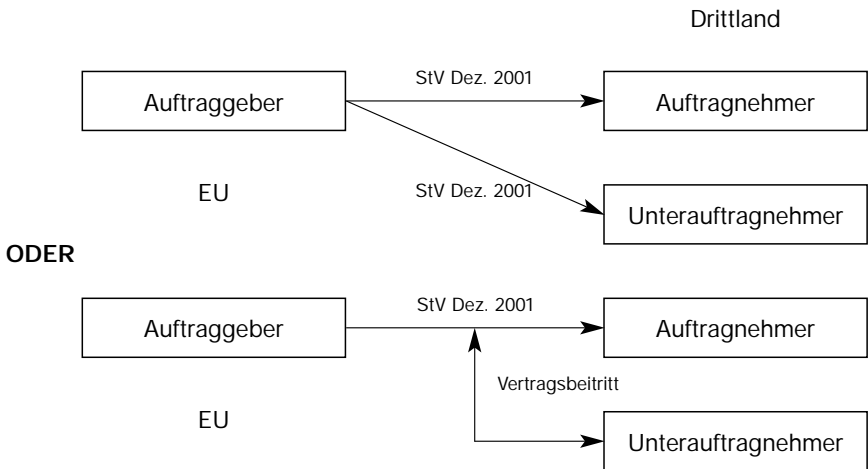 Drittland
StV Dez. 2001
Auftraggeber
Auftragnehmer
EU
StV Dez. 2001
Unterauftragnehmer
ODER
StV Dez. 2001
Auftraggeber
Auftragnehmer
Vertragsbeitritt
EU
Unterauftragnehmer